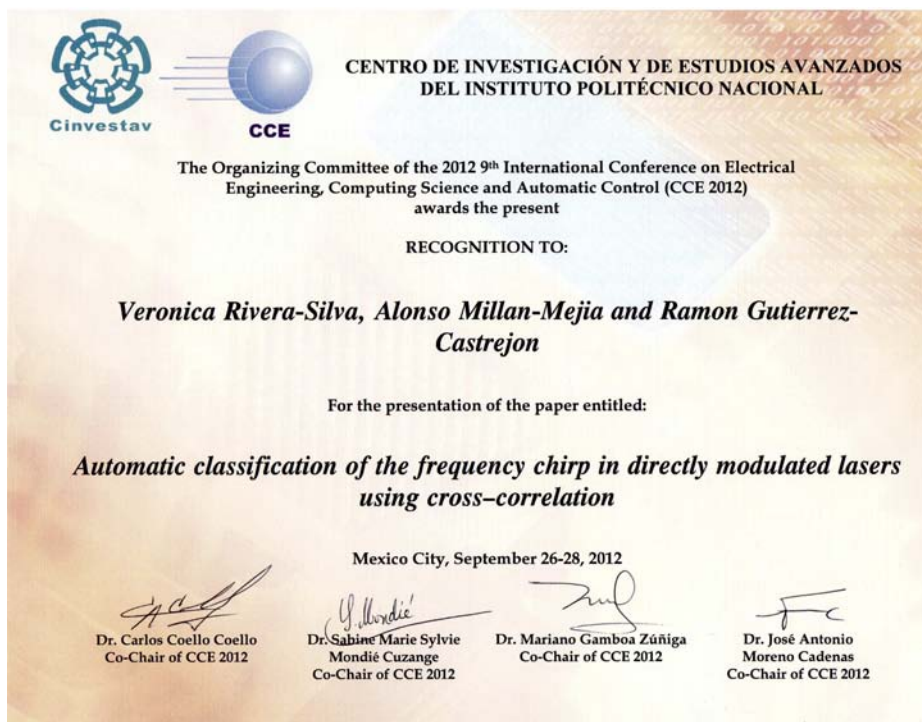 Cinvestav
CCE
CENTRO DE INVESTIGACIÓN Y DE ESTUDIOS AVANZADOS
DEL INSTITUTO POLITÉCNICO NACIONAL
The Organizing Committee of the 2012 9th International Conference on Electrical
Engineering, Computing Science and Automatic Control (CCE 2012)
awards the present
RECOGNITION TO:
Veronica Rivera-Silva, Alonso Millan-Mejia and Ramon Gutierrez-
Castrejon
For the presentation of the paper entitled:
Automatic classification of the frequency chirp in directly modulated lasers
using cross–correlation
Mexico City, September 26-28, 2012
Dr. Carlos Coello Coello
Co-Chair of CCE 2012
Dr. Sabine Marie Sylvie
Mondié Cuzange
Co-Chair of CCE 2012
Dr. Mariano Gamboa Zúñiga
Co-Chair of CCE 2012
Dr. José Antonio
Moreno Cadenas
Co-Chair of CCE 2012